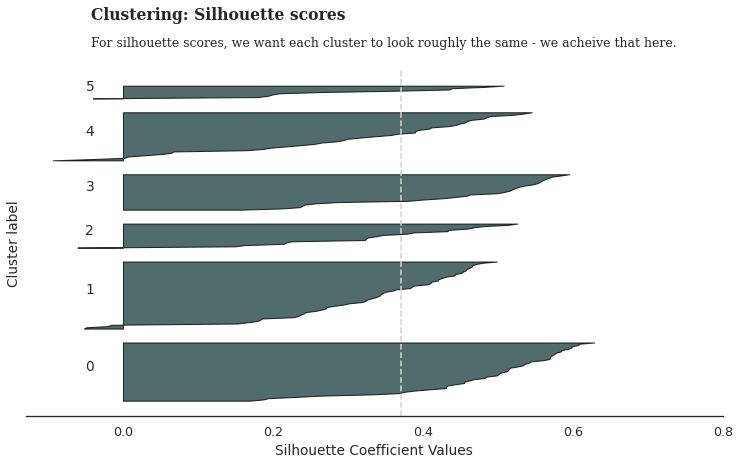 Clustering: Silhouette scores
For silhouette scores, we want each cluster to look roughly the same - we acheive that here.
5
4
3
2
1
0
Cluster label
0.0 0.2 0.4 0.6 0.8
Silhouette Coefficient Values